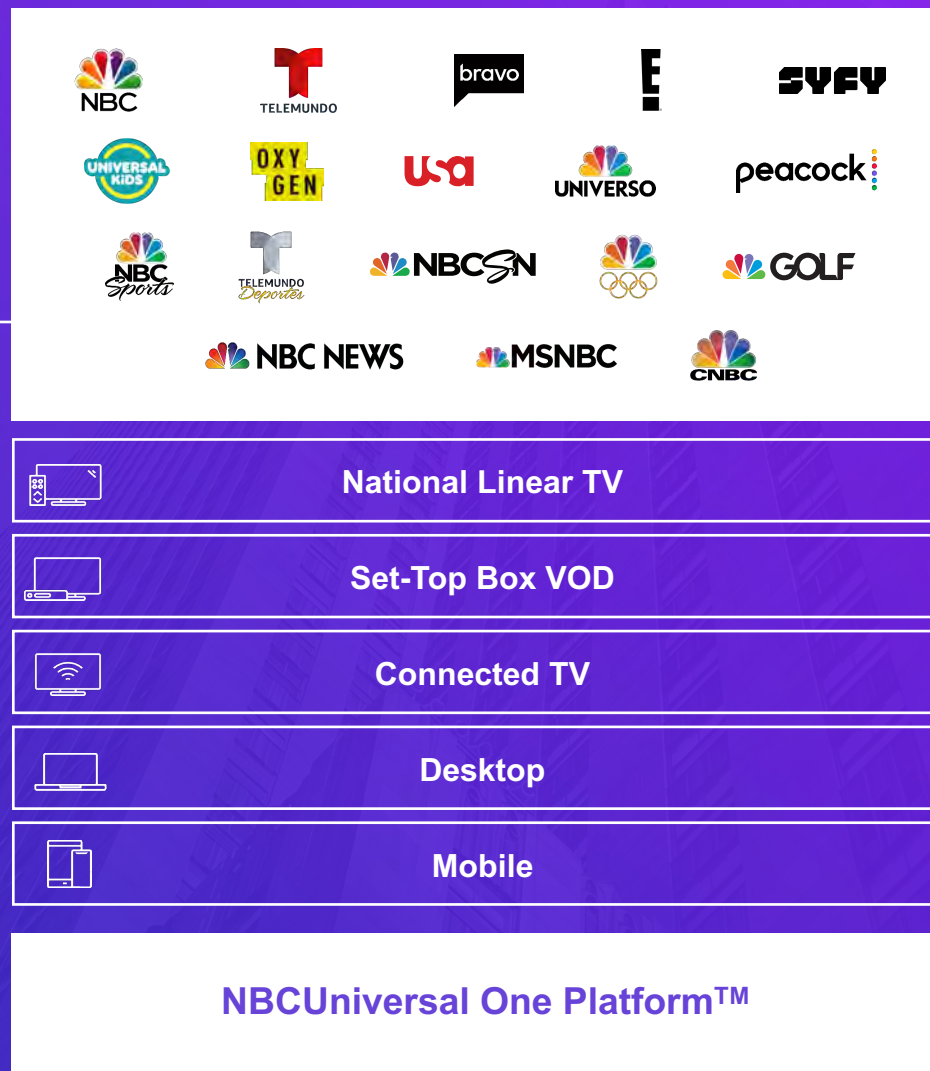 NBC
TELEMUNDO
bravo
E!
SYFY
UNIVERSAL
KiDS
OXY
GEN
usa
UNIVERSO
peacock
NBC
Sports
TELEMUNDO
Deportes
NBCSN
GOLF
NBC NEWS
MSNBC
CNBC
National Linear TV
Set-Top Box VOD
Connected TV
Desktop
Mobile
NBCUniversal One Platform™